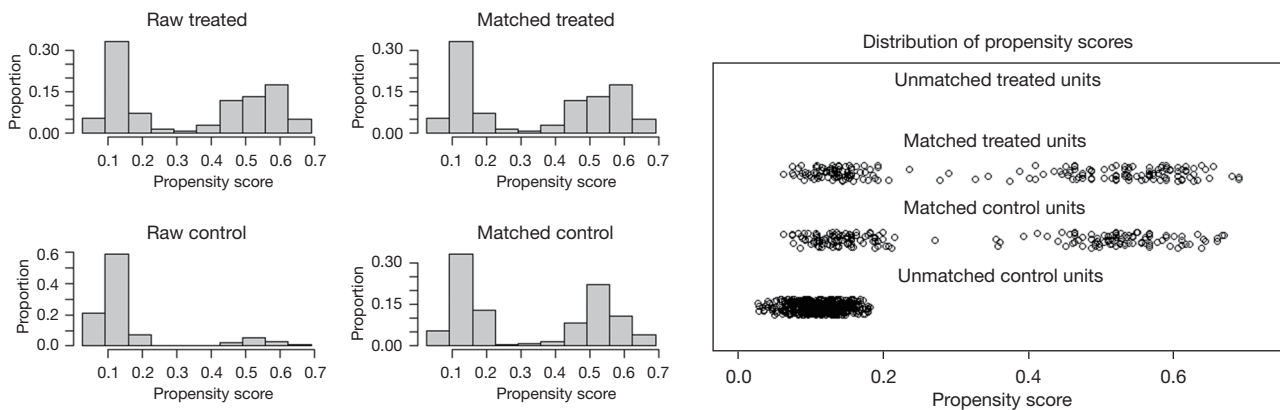 Raw treated
Proportion
0.30
0.15
0.00
0.1 0.2 0.3 0.4 0.5 0.6 0.7
Propensity score
Matched treated
Proportion
0.30
0.15
0.00
0.1 0.2 0.3 0.4 0.5 0.6 0.7
Propensity score
Raw control
Proportion
0.6
0.4
0.2
0.0
0.1 0.2 0.3 0.4 0.5 0.6 0.7
Propensity score
Matched control
Proportion
0.30
0.15
0.00
0.1 0.2 0.3 0.4 0.5 0.6 0.7
Propensity score
Distribution of propensity scores
Unmatched treated units
Matched treated units
Matched control units
Unmatched control units
0.0 0.2 0.4 0.6
Propensity score